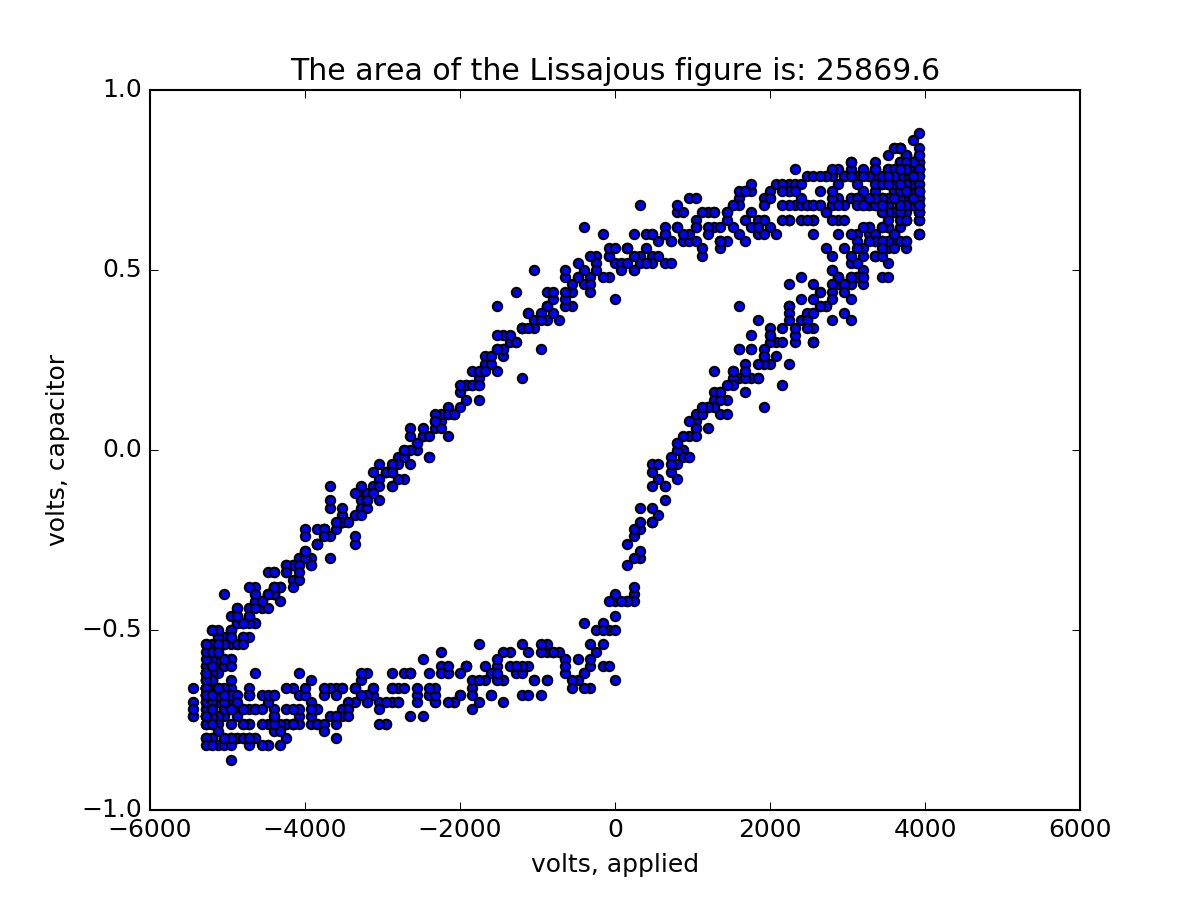 The area of the Lissajous figure is: 25869.6
1.0
0.5
0.0
−0.5
−1.0
volts, capacitor
−6000 −4000 −2000 0 2000 4000 6000
volts, applied